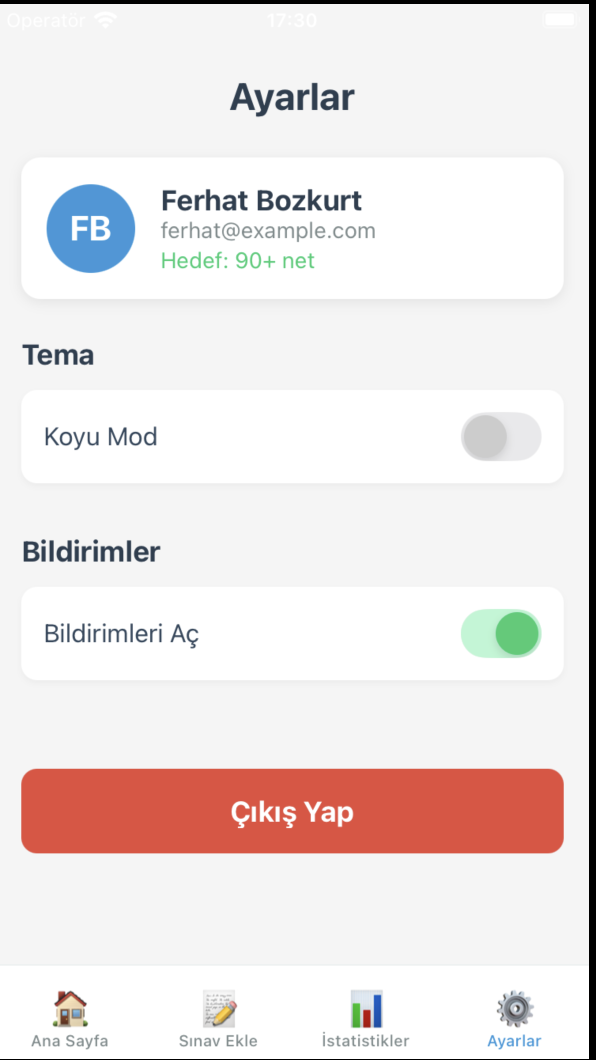 Operatör
17:30
Ayarlar
FB
Ferhat Bozkurt
ferhat@example.com
Hedef: 90+ net
Tema
Koyu Mod
Bildirimler
Bildirimleri Aç
Çıkış Yap
Ana Sayfa
Sınav Ekle
İstatistikler
Ayarlar